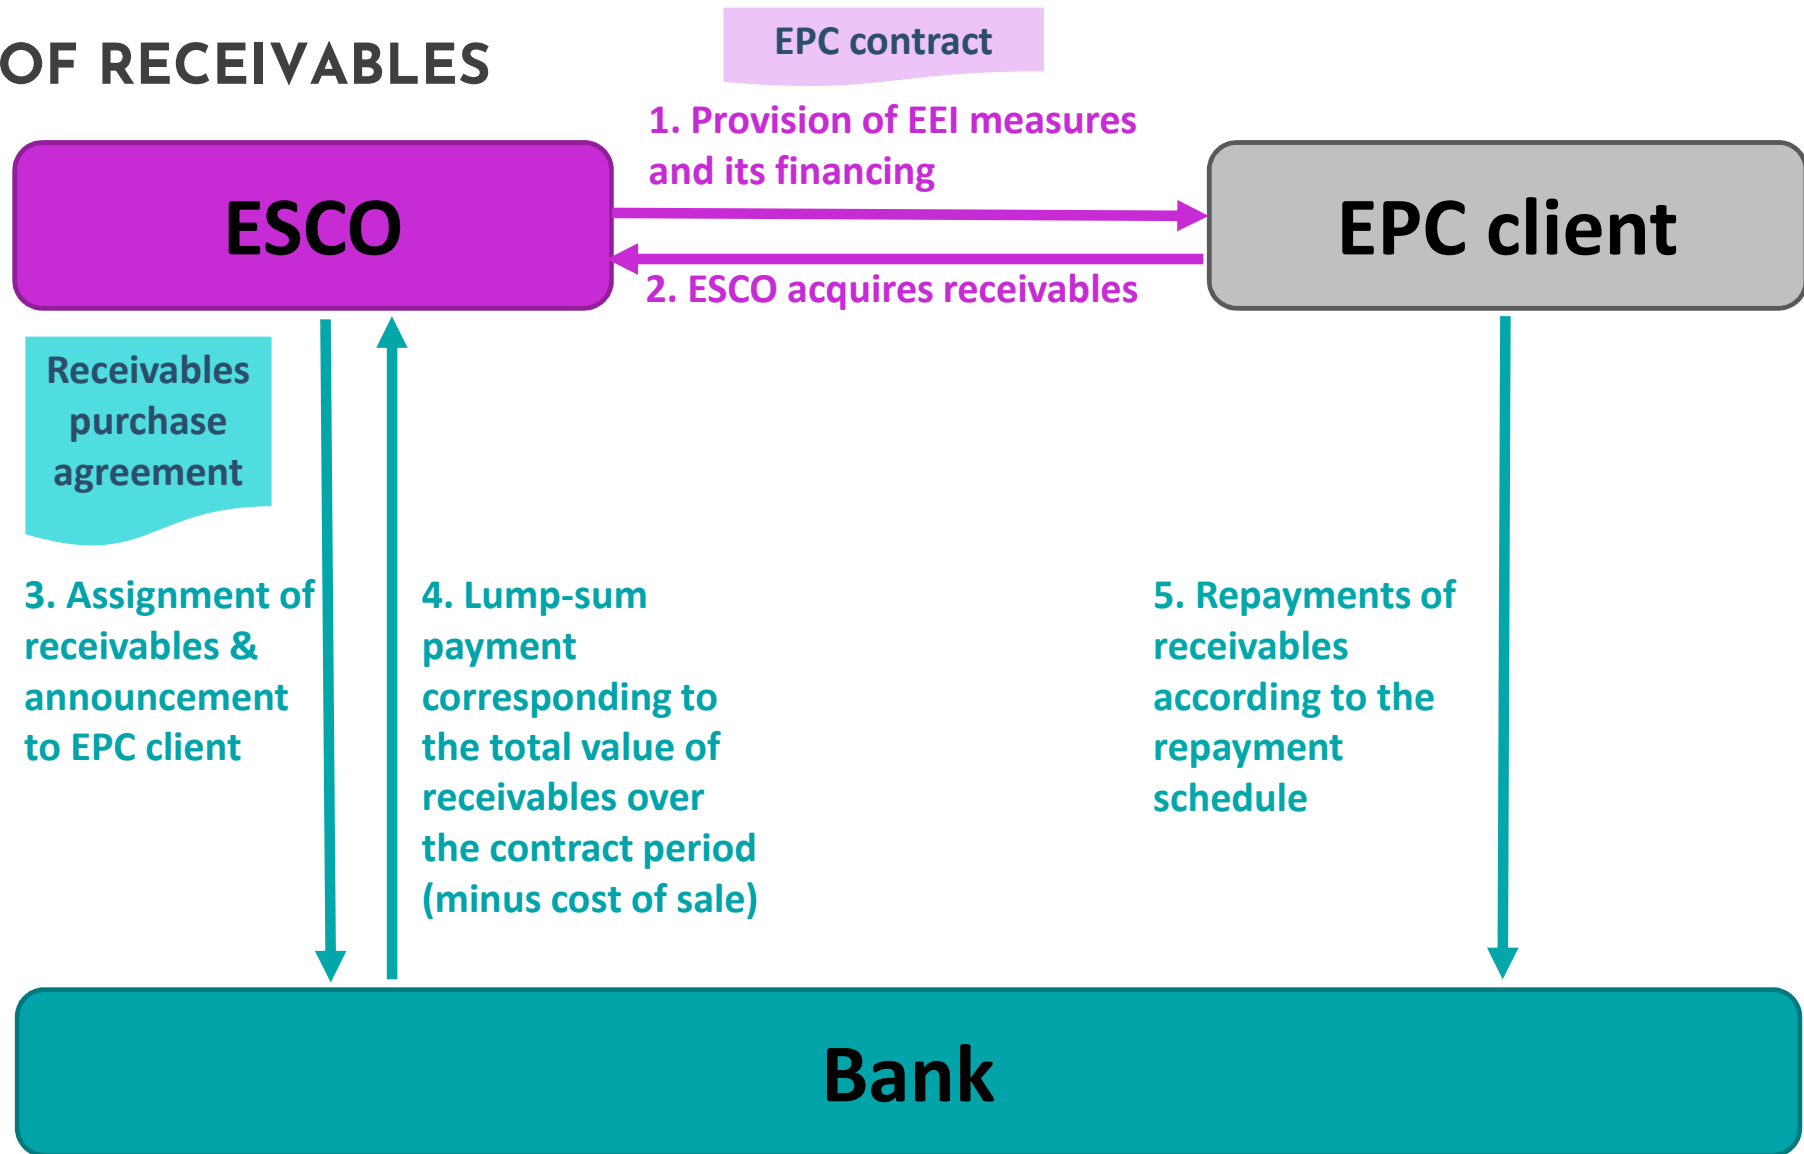 OF RECEIVABLES
EPC contract
1. Provision of EEI measures
and its financing
ESCO
EPC client
2. ESCO acquires receivables
Receivables
purchase
agreement
3. Assignment of
receivables &
announcement
to EPC client
4. Lump-sum
payment
corresponding to
the total value of
receivables over
the contract period
(minus cost of sale)
5. Repayments of
receivables
according to the
repayment
schedule
Bank